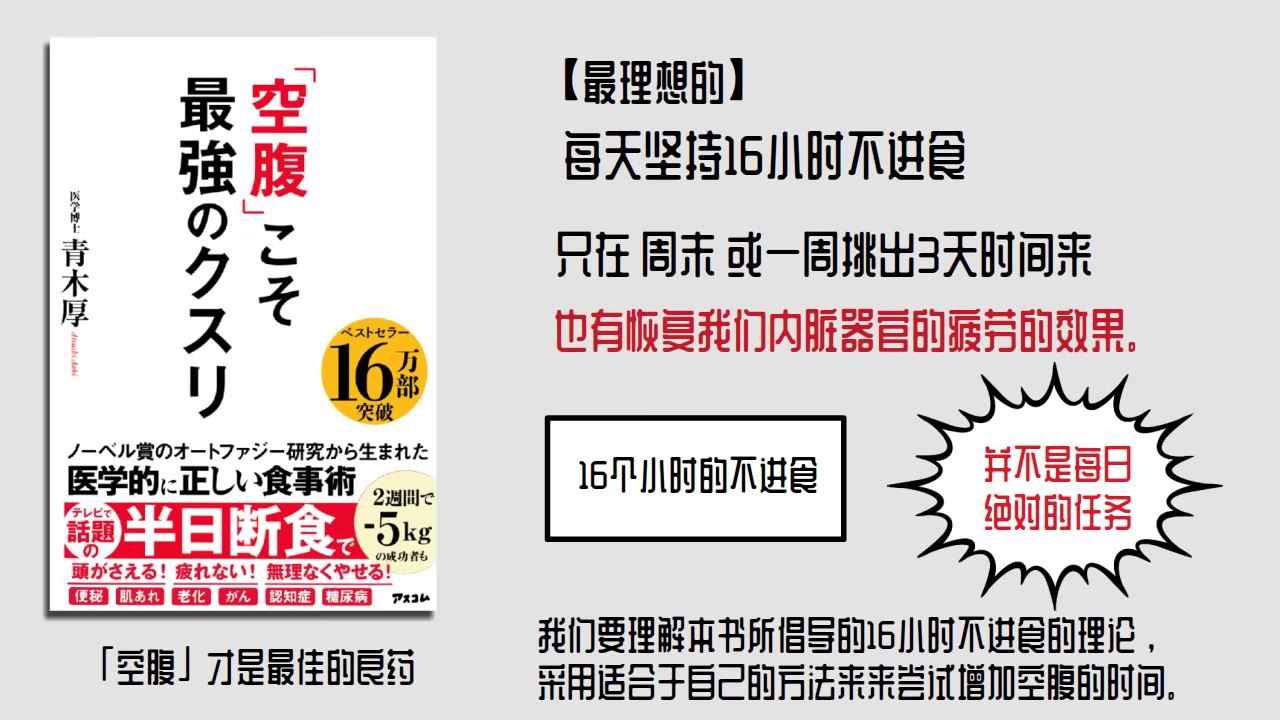 「空腹」こそ
最強のクスリ
医学博士
青木厚
Atsushi Aoki
ベストセラー
16万部
突破
ノーベル賞のオートファジー研究から生まれた
医学的に正しい食事術
テレビで
話題
の
半日断食で
2週間で
-5kg
の成功者も
頭がさえる！疲れない！無理なくやせる！
便秘 肌あれ 老化 がん 認知症 糖尿病
アスコム
「空腹」才是最佳的良药
【最理想的】
每天坚持16小时不进食
只在 周末 或一周挑出3天时间来
也有恢复我们内脏器官的疲劳的效果。
16个小时的不进食
并不是每日
绝对的任务
我们要理解本书所倡导的16小时不进食的理论，
采用适合于自己的方法来来尝试增加空腹的时间。